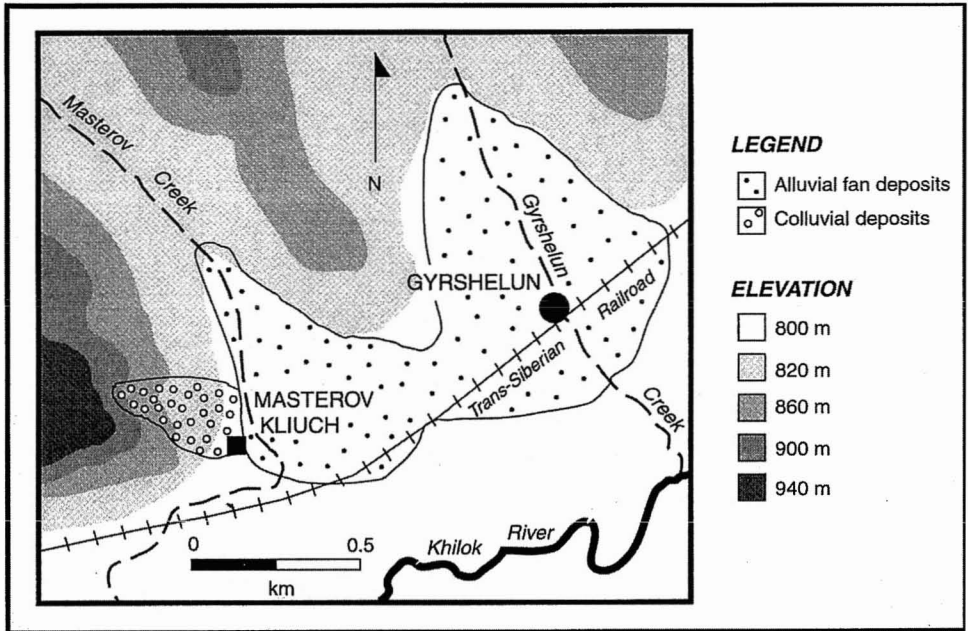 Masterov
Creek
N
Gyrshelun
GYRSHELUN
Railroad
Trans-Siberian
MASTEROV
KLIUCH
Creek
0
0.5
km
Khilok
River
LEGEND
Alluvial fan deposits
Colluvial deposits
ELEVATION
800 m
820 m
860 m
900 m
940 m